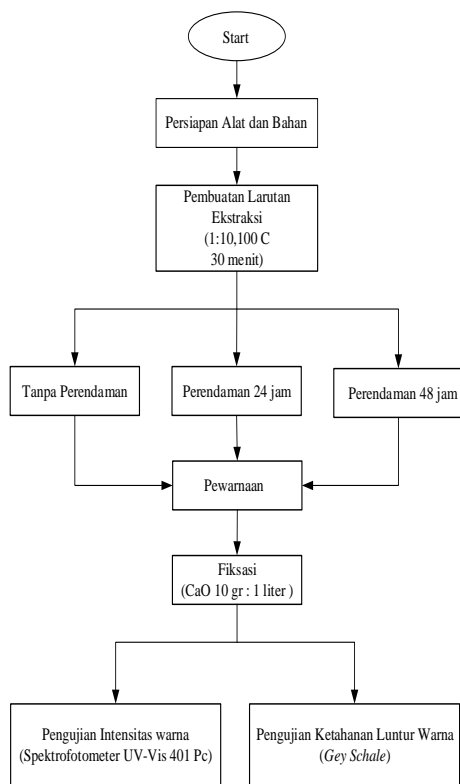 Start
Persiapan Alat dan Bahan
Pembuatan Larutan
Ekstraksi
(1:10,100 C
30 menit)
Tanpa Perendaman
Perendaman 24 jam
Perendaman 48 jam
Pewarnaan
Fiksasi
(CaO 10 gr : 1 liter )
Pengujian Intensitas warna
(Spektrofotometer UV-Vis 401 Pc)
Pengujian Ketahanan Luntur Warna
(Gey Schale)